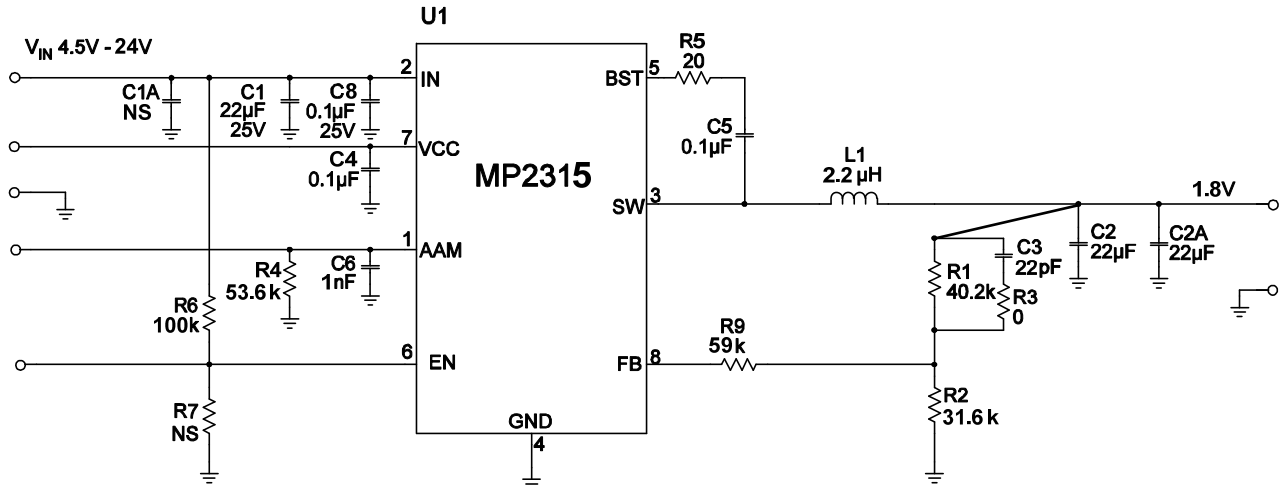 U1
V_IN 4.5V - 24V
C1A
NS
C1
22µF
25V
C8
0.1µF
25V
2
IN
7
VCC
C4
0.1µF
1
AAM
R4
53.6k
C6
1nF
R6
100k
6
EN
R7
NS
MP2315
GND
4
BST
5
R5
20
C5
0.1µF
SW
3
L1
2.2 µH
1.8V
C2
22µF
C2A
22µF
C3
22pF
R1
40.2k
R3
0
FB
8
R9
59k
R2
31.6 k